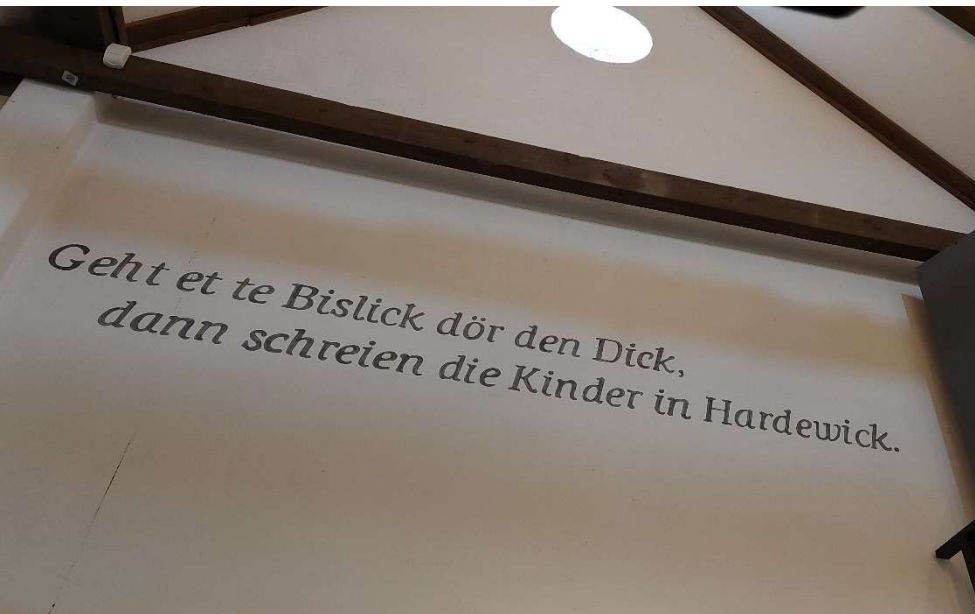 Geht et te Bislick dör den Dick,
dann schreien die Kinder in Hardewick.